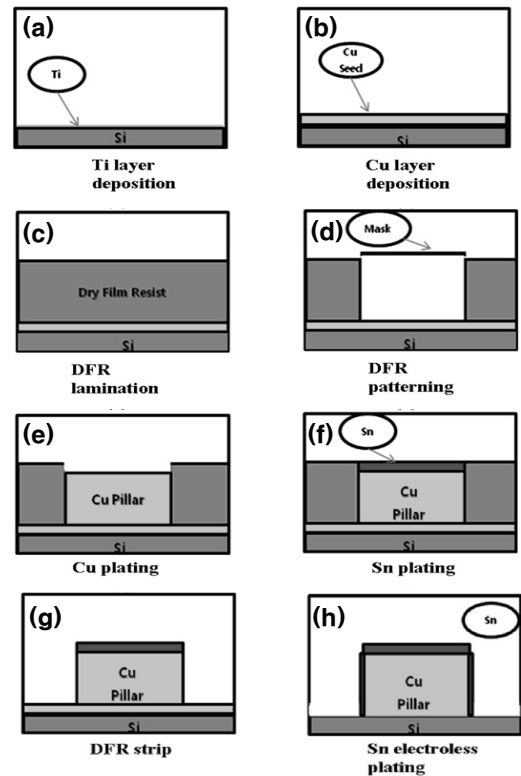 (a)
Ti
Si
Ti layer
deposition
(b)
Cu
Seed
Si
Cu layer
deposition
(c)
Dry Film Resist
Si
DFR
lamination
(d)
Mask
Si
DFR
patterning
(e)
Cu Pillar
Si
Cu plating
(f)
Sn
Cu
Pillar
Si
Sn plating
(g)
Cu
Pillar
Si
DFR strip
(h)
Sn
Cu
Pillar
Si
Sn electroless
plating